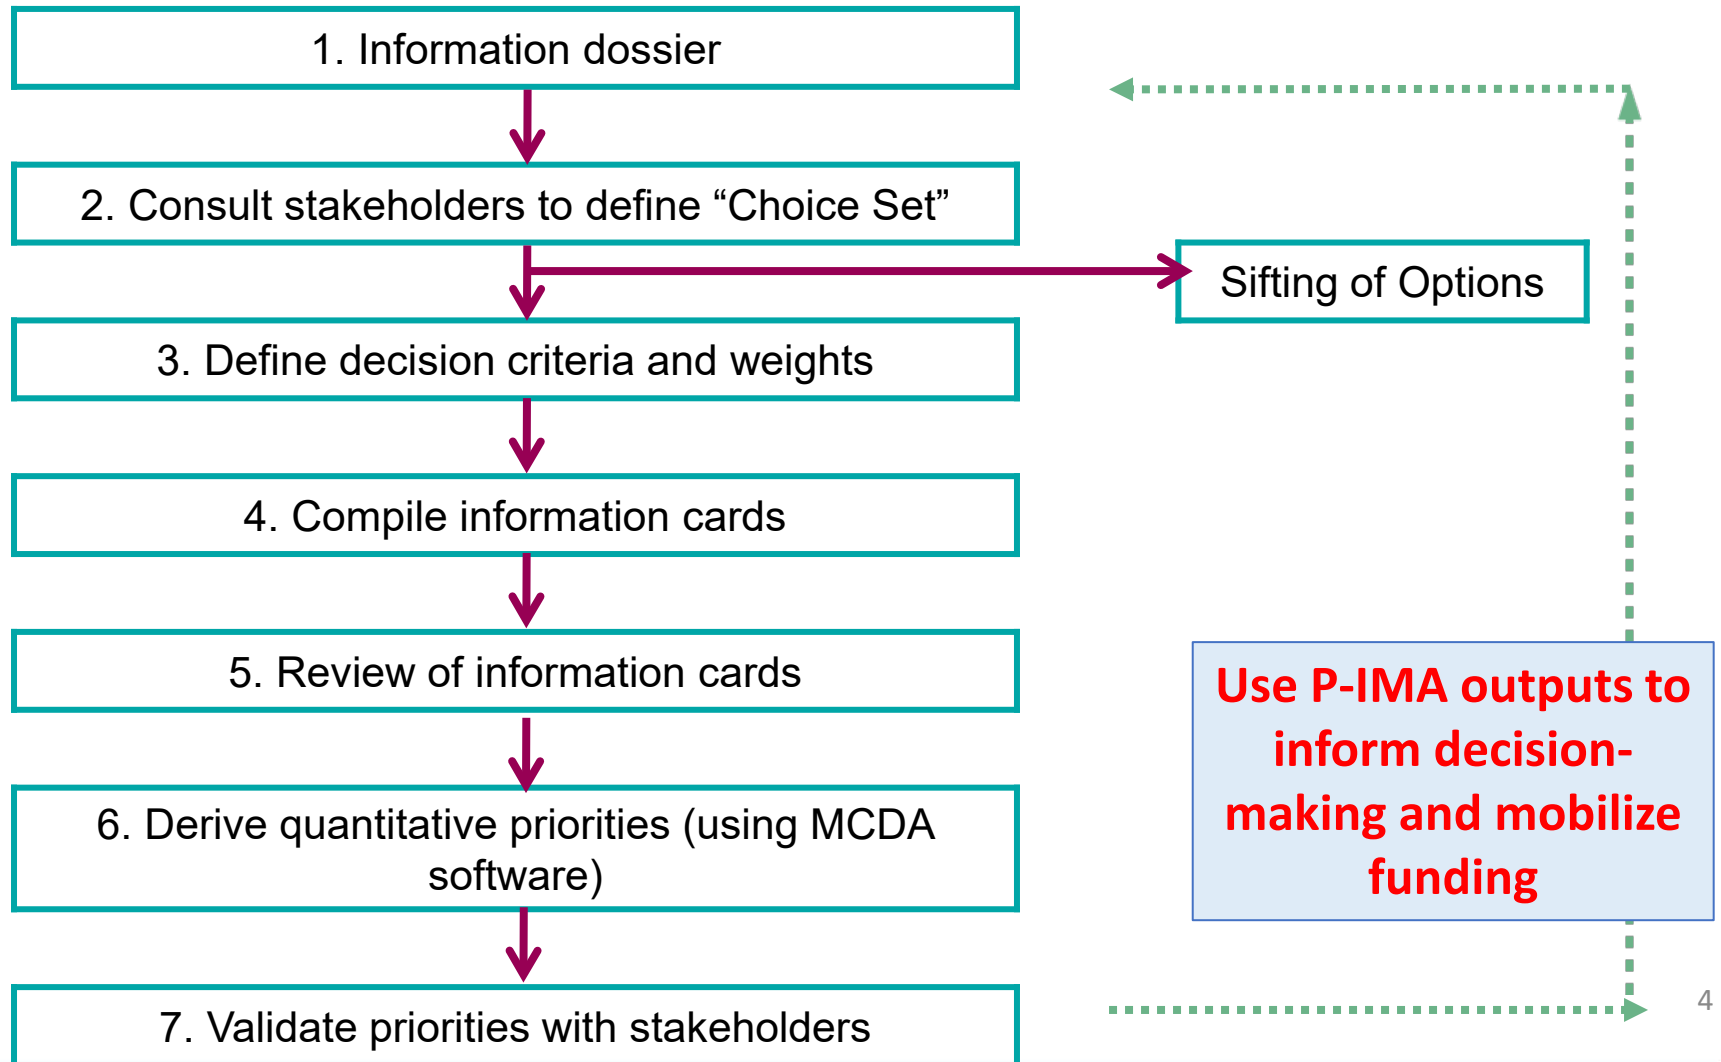 1. Information dossier
2. Consult stakeholders to define “Choice Set”
Sifting of Options
3. Define decision criteria and weights
4. Compile information cards
5. Review of information cards
6. Derive quantitative priorities (using MCDA
software)
7. Validate priorities with stakeholders
Use P-IMA outputs to
inform decision-
making and mobilize
funding
4